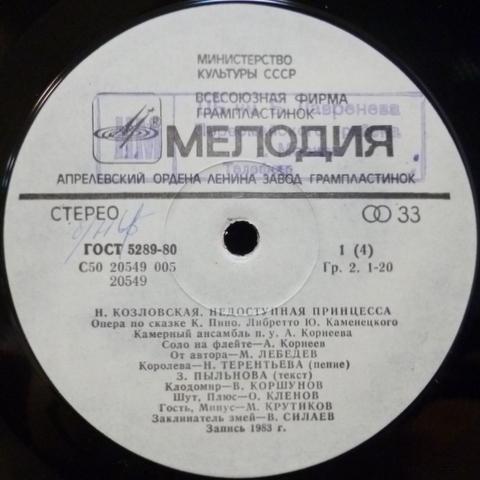 МИНИСТЕРСТВО
КУЛЬТУРЫ СССР
ВСЕСОЮЗНАЯ ФИРМА
ГРАМПЛАСТИНОК
МЕЛОДИЯ
АПРЕЛЕВСКИЙ ОРДЕНА ЛЕНИНА ЗАВОД ГРАМПЛАСТИНОК
СТЕРЕО 33
ГОСТ 5289-80 1 (4)
С50 20549 005 Гр. 2. 1-20
20549
Н. КОЗЛОВСКАЯ. НЕДОСТУПНАЯ ПРИНЦЕССА
Опера по сказке К. Пино. Либретто Ю. Каменецкого
Камерный ансамбль п. у. А. Корнеева
Соло на флейте—А. Корнеев
От автора—М. ЛЕБЕДЕВ
Королева—Н. ТЕРЕНТЬЕВА (пение)
З. ПЫЛЬНОВА (текст)
Клодомир—В. КОРШУНОВ
Шут, Плюс—О. КЛЕНОВ
Гость, Минус—М. КРУТИКОВ
Заклинатель змей—В. СИЛАЕВ
Запись 1983 г.